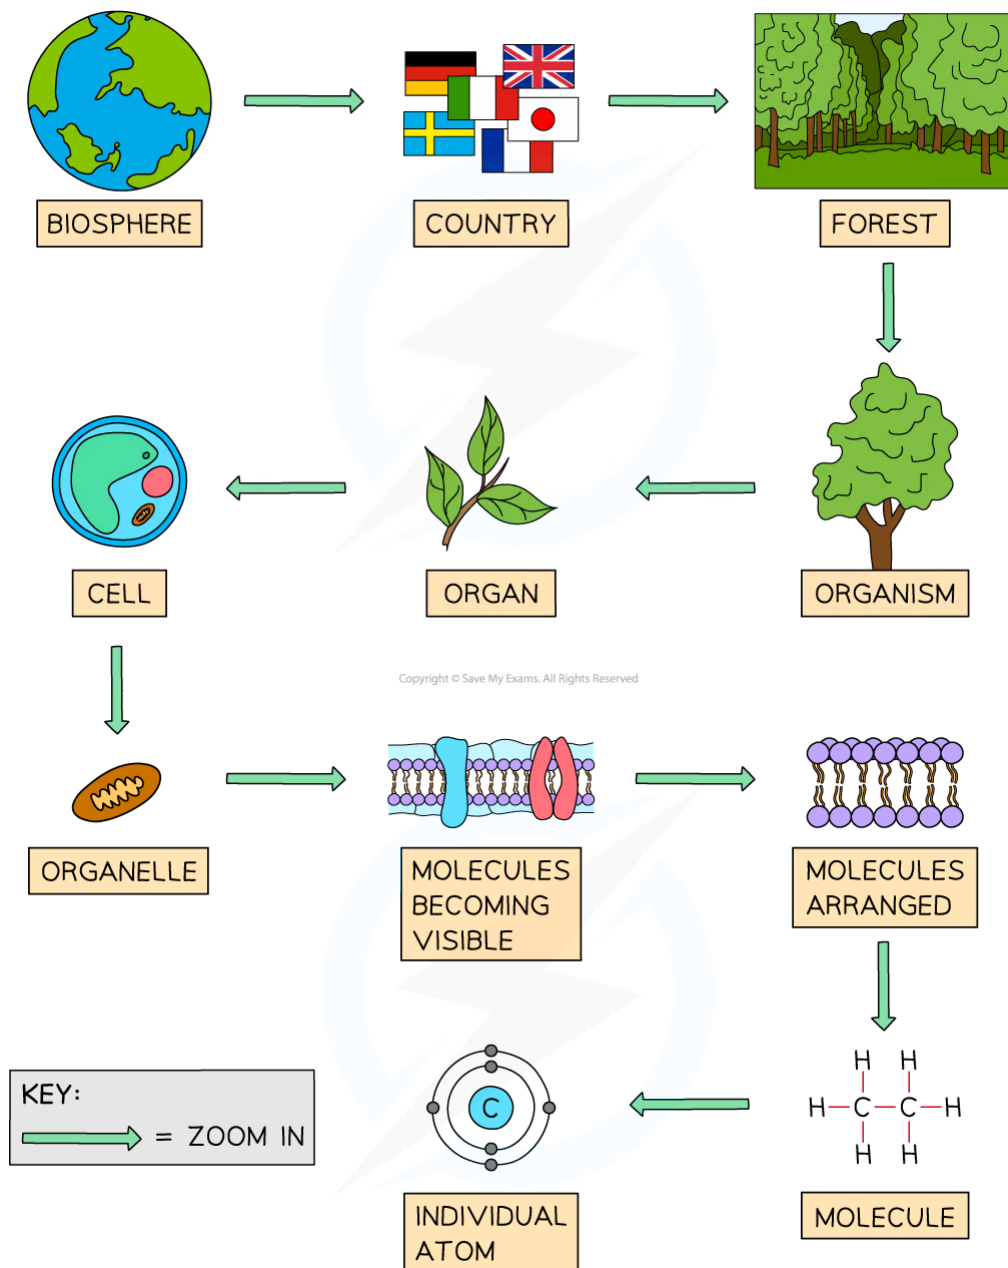 BIOSPHERE
COUNTRY
FOREST
ORGANISM
ORGAN
CELL
Copyright © Save My Exams. All Rights Reserved
ORGANELLE
MOLECULES
BECOMING
VISIBLE
MOLECULES
ARRANGED
H H
H C C H
H H
MOLECULE
C
INDIVIDUAL
ATOM
KEY:
= ZOOM IN